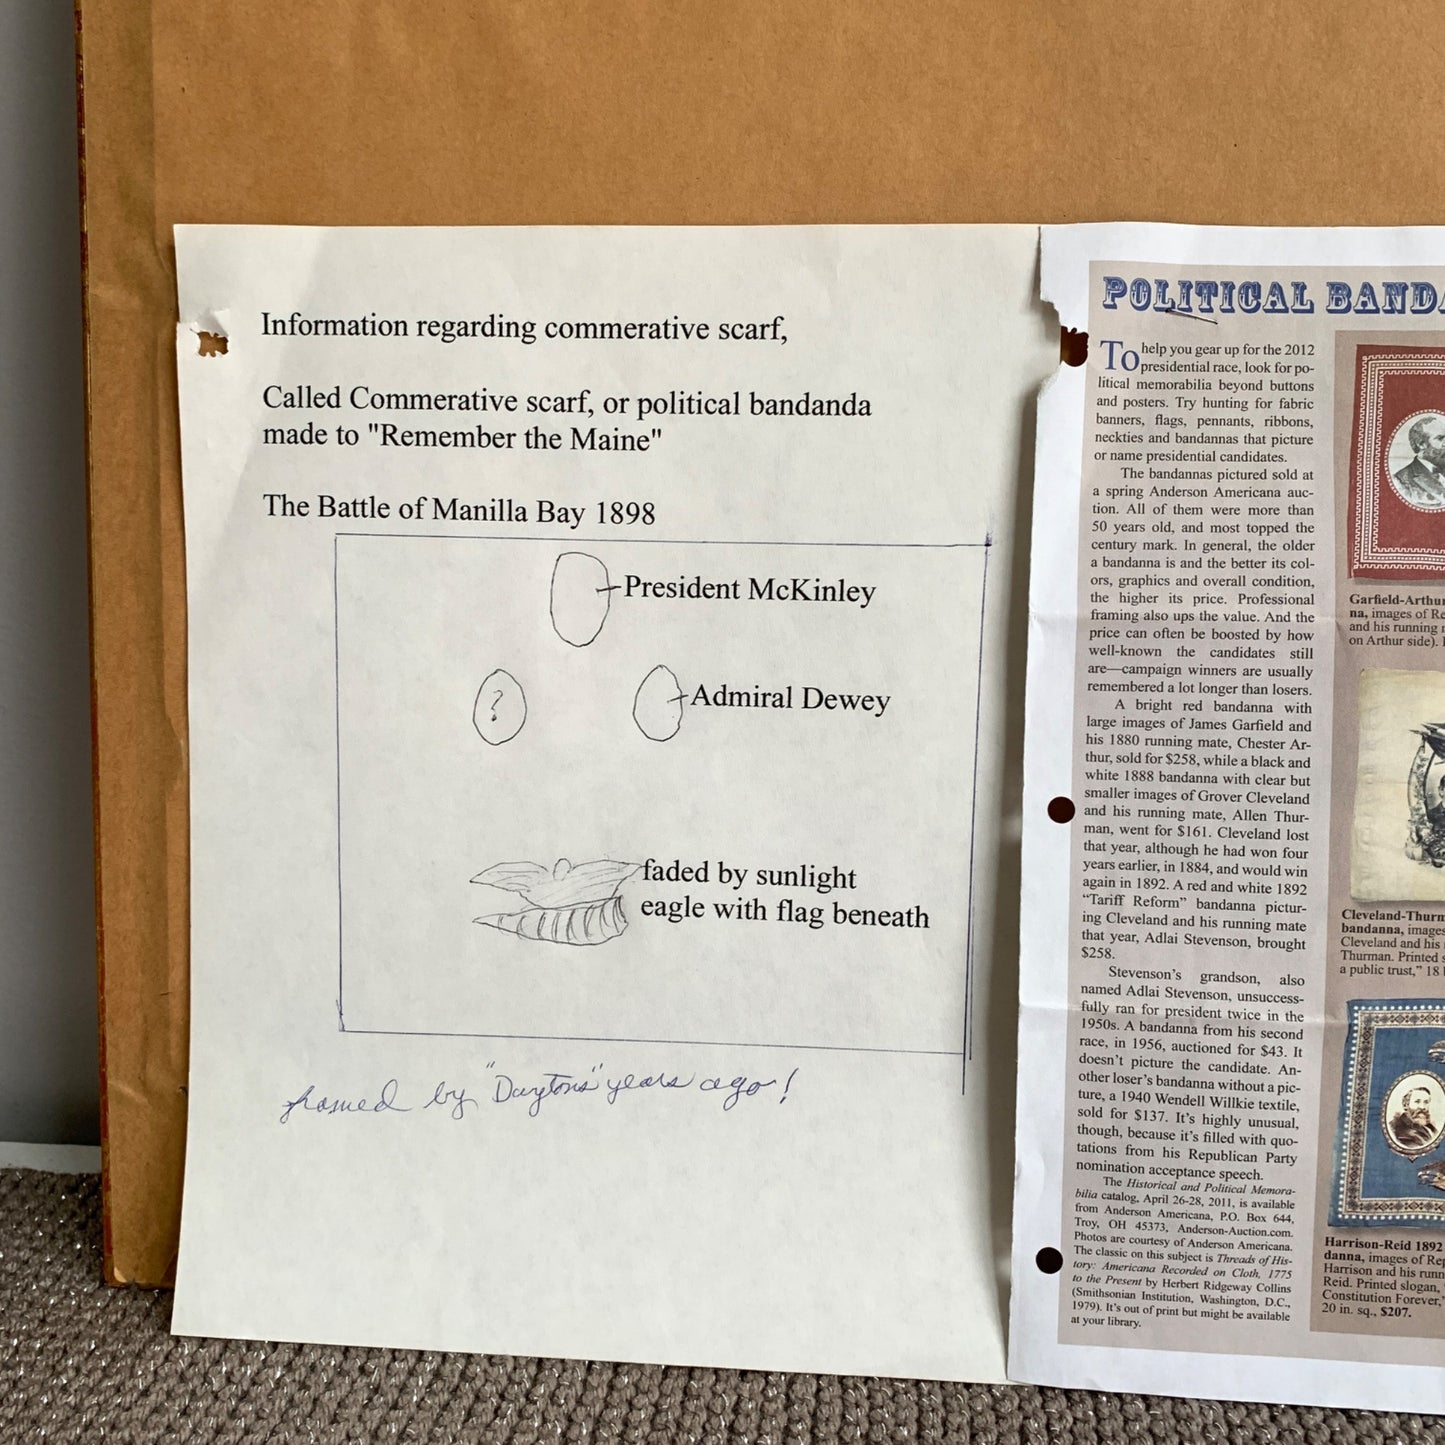 Information regarding commerative scarf,
Called Commerative scarf, or political bandanda
made to "Remember the Maine"
The Battle of Manilla Bay 1898
President McKinley
?
Admiral Dewey
faded by sunlight
eagle with flag beneath
framed by "Daytons" years ago!
POLITICAL BANDA
To help you gear up for the 2012
presidential race, look for po-
litical memorabilia beyond buttons
and posters. Try hunting for fabric
banners, flags, pennants, ribbons,
neckties and bandannas that picture
or name presidential candidates.
The bandannas pictured sold at
a spring Anderson Americana auc-
tion. All of them were more than
50 years old, and most topped the
century mark. In general, the older
a bandanna is and the better its col-
ors, graphics and overall condition,
the higher its price. Professional
framing also ups the value. And the
price can often be boosted by how
well-known the candidates still
are—campaign winners are usually
remembered a lot longer than losers.
A bright red bandanna with
large images of James Garfield and
his 1880 running mate, Chester Ar-
thur, sold for $258, while a black and
white 1888 bandanna with clear but
smaller images of Grover Cleveland
and his running mate, Allen Thur-
man, went for $161. Cleveland lost
that year, although he had won four
years earlier, in 1884, and would win
again in 1892. A red and white 1892
"Tariff Reform" bandanna pictur-
ing Cleveland and his running mate
that year, Adlai Stevenson, brought
$258.
Stevenson's grandson, also
named Adlai Stevenson, unsuccess-
fully ran for president twice in the
1950s. A bandanna from his second
race, in 1956, auctioned for $43. It
doesn't picture the candidate. An-
other loser's bandanna without a pic-
ture, a 1940 Wendell Willkie textile,
sold for $137. It's highly unusual,
though, because it's filled with quo-
tations from his Republican Party
nomination acceptance speech.
The Historical and Political Memora-
bilia catalog, April 26-28, 2011, is available
from Anderson Americana, P.O. Box 644,
Troy, OH 45373, Anderson-Auction.com.
Photos are courtesy of Anderson Americana.
The classic on this subject is Threads of His-
tory: Americana Recorded on Cloth, 1775
to the Present by Herbert Ridgeway Collins
(Smithsonian Institution, Washington, D.C.,
1979). It's out of print but might be available
at your library.
Garfield-Arthur
na, images of Re
and his running
on Arthur side).
Cleveland-Thurm
bandanna, images
Cleveland and his
Thurman. Printed s
a public trust," 18
Harrison-Reid 1892
danna, images of Rep
Harrison and his runn
Reid. Printed slogan,
Constitution Forever,"
20 in. sq., $207.